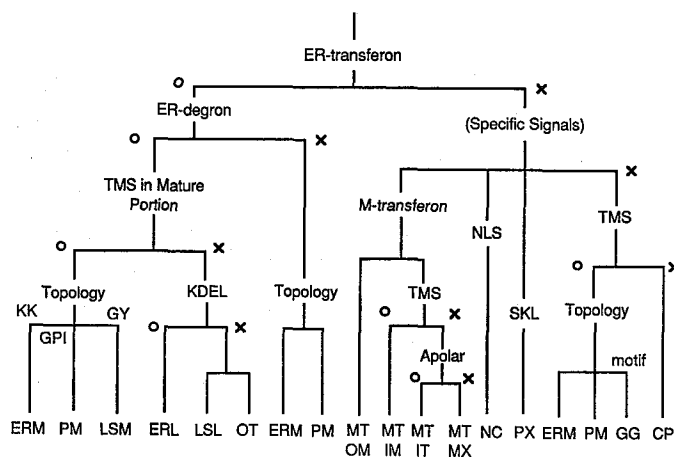 ER-transferon
o
x
ER-degron
(Specific Signals)
o
x
TMS in Mature
Portion
M-transferon
NLS
x
TMS
o
x
o
x
Topology
KDEL
Topology
TMS
SKL
Topology
KK
GPI
GY
o
x
o
x
Apolar
motif
o
x
ERM
PM
LSM
ERL
LSL
OT
ERM
PM
MT
OM
MT
IM
MT
IT
MT
MX
NC
PX
ERM
PM
GG
CP